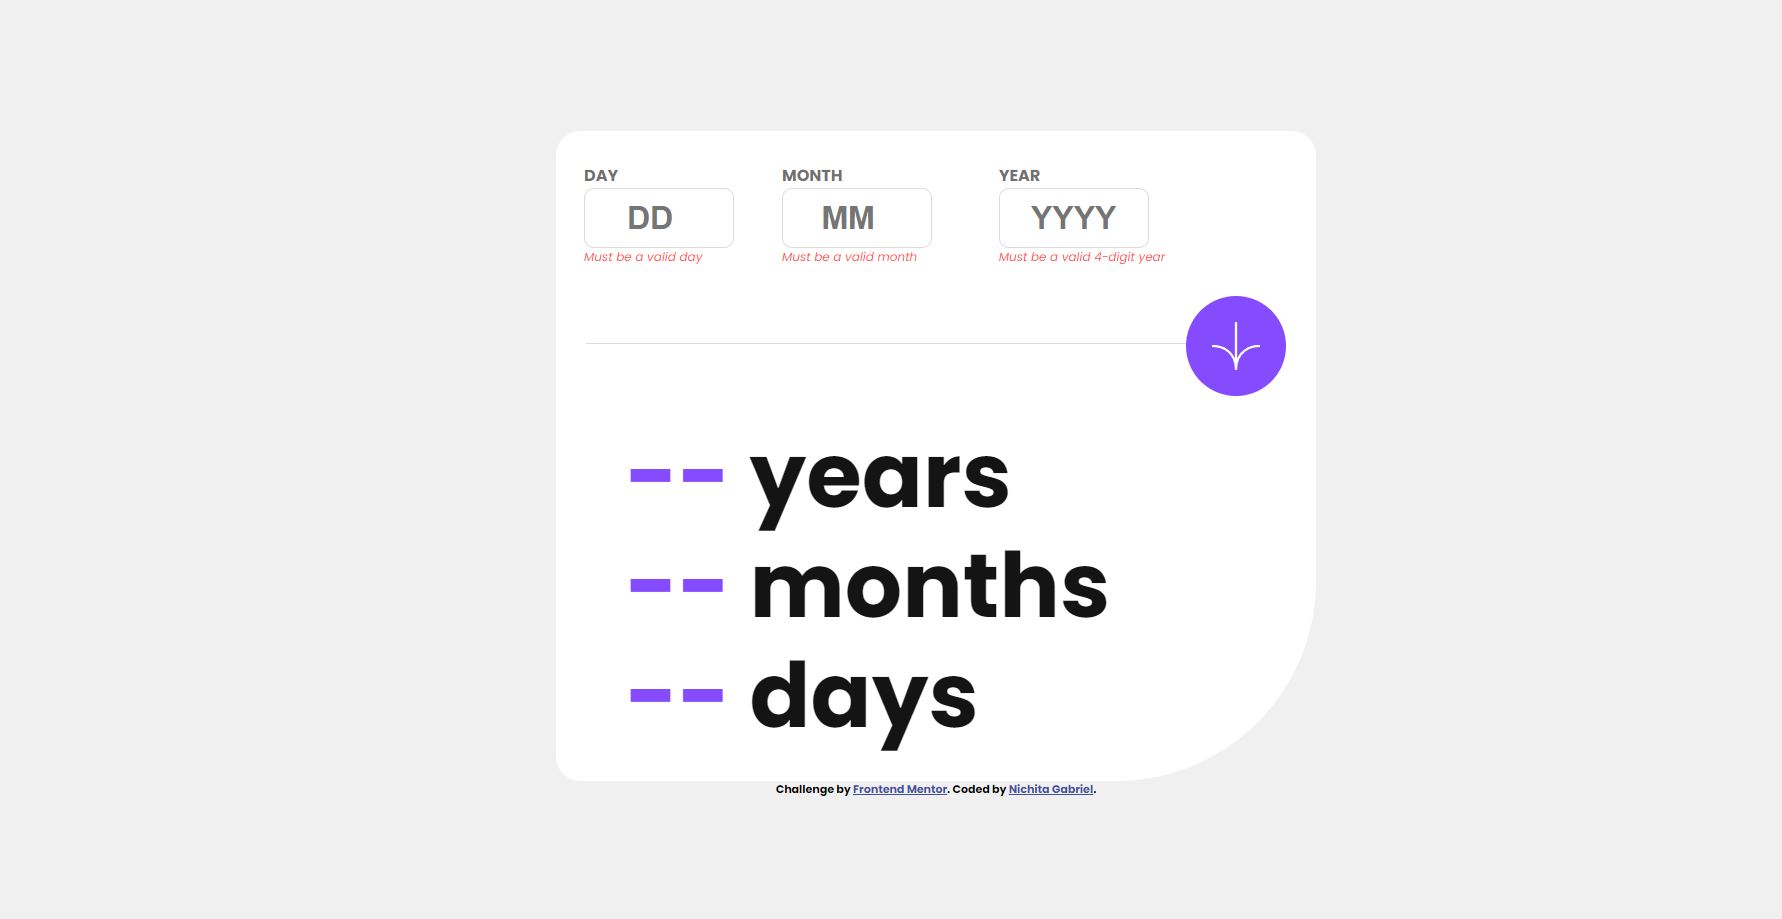 DAY MONTH YEAR
DD MM YYYY
Must be a valid day Must be a valid month Must be a valid 4-digit year
-- years
-- months
-- days
Challenge by Frontend Mentor. Coded by Nichita Gabriel.